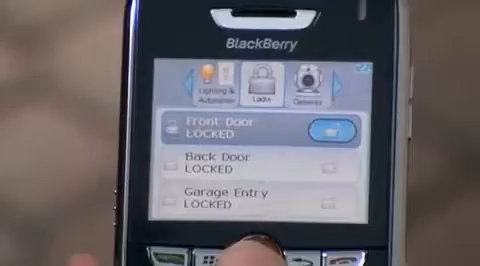 BlackBerry
Lighting &
Automation
Locks
Cameras
Front Door
LOCKED
Back Door
LOCKED
Garage Entry
LOCKED